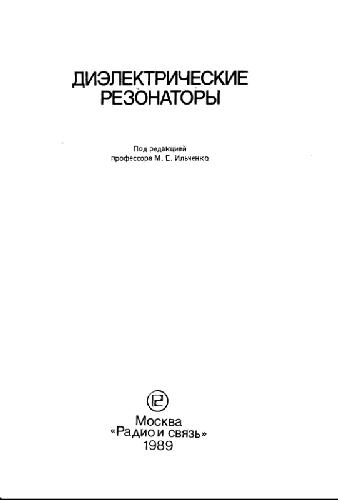 ДИЭЛЕКТРИЧЕСКИЕ
РЕЗОНАТОРЫ
Под редакцией
профессора М. Е. Ильченко
Москва
«Радио и связь»
1989